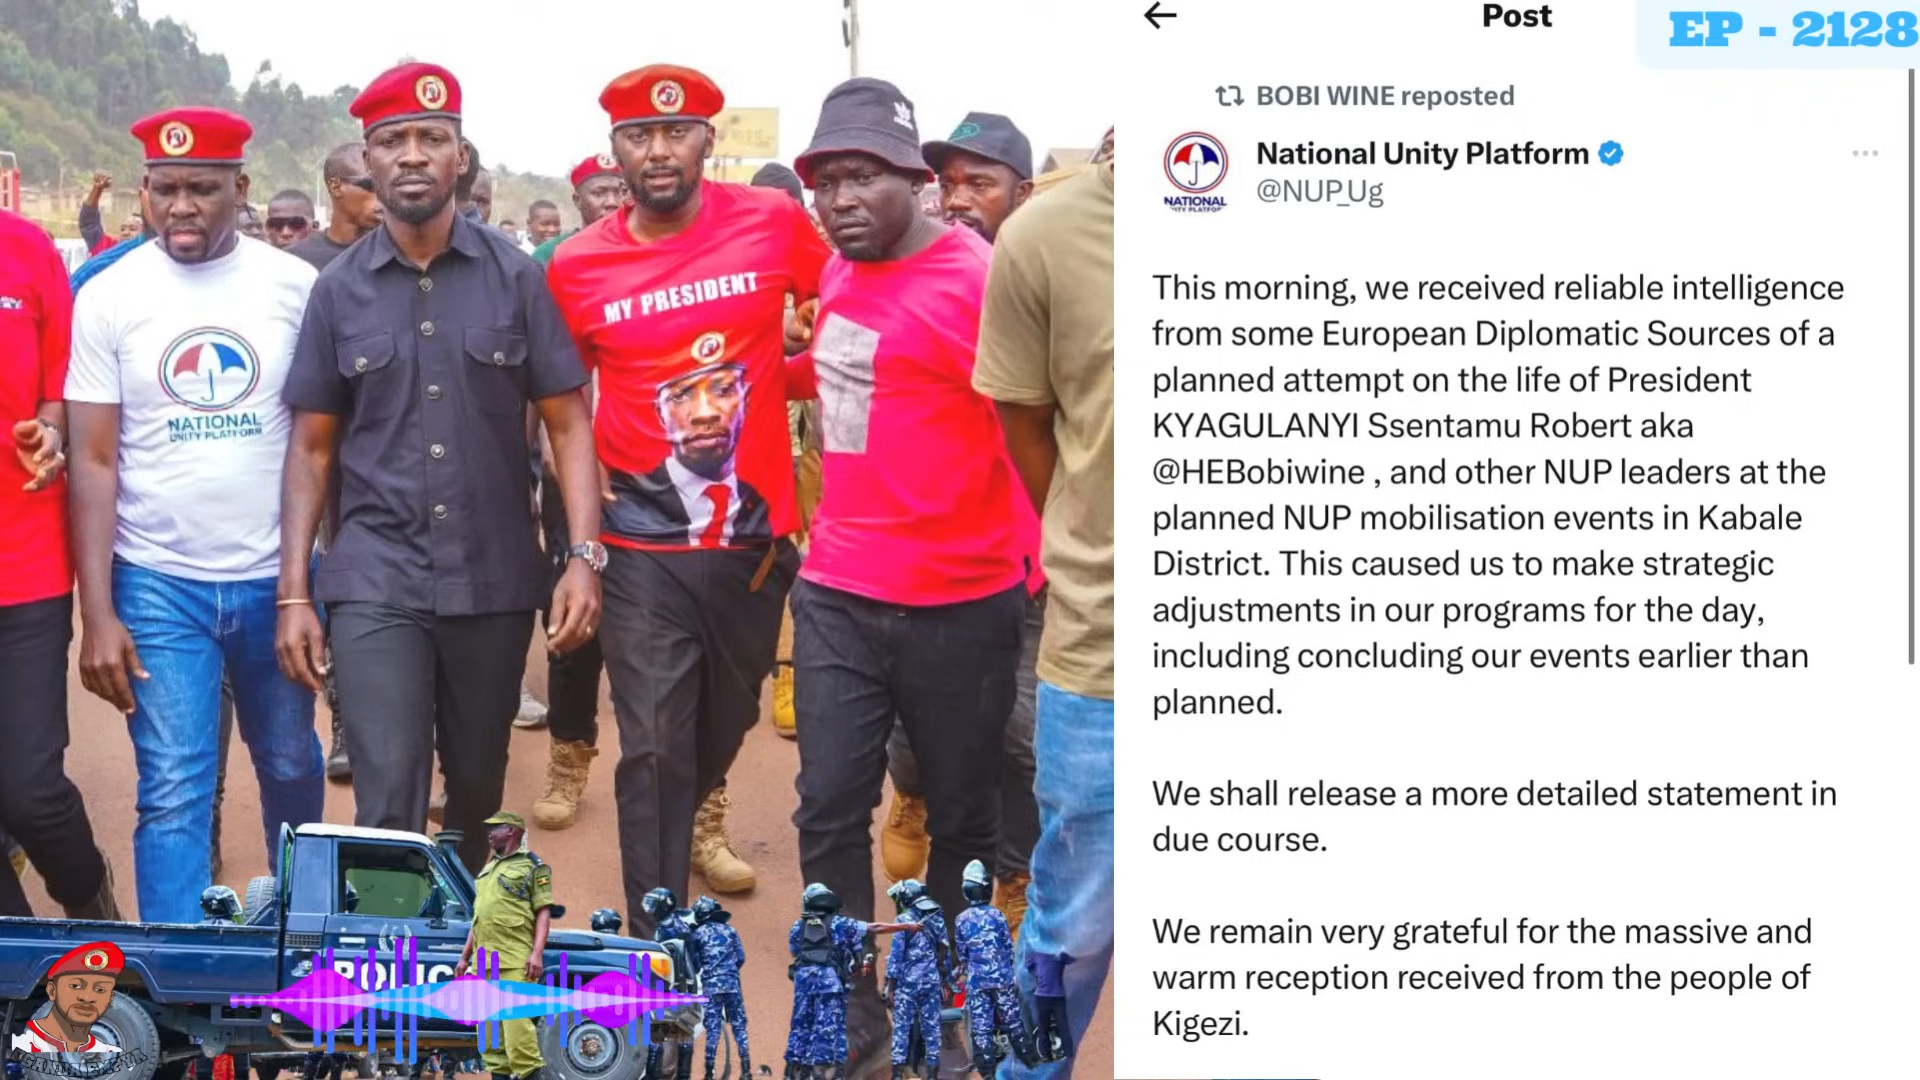 Post
EP - 2128
BOBI WINE reposted
National Unity Platform
@NUP_Ug
NATIONAL
This morning, we received reliable intelligence
from some European Diplomatic Sources of a
planned attempt on the life of President
KYAGULANYI Ssentamu Robert aka
@HEBobiwine , and other NUP leaders at the
planned NUP mobilisation events in Kabale
District. This caused us to make strategic
adjustments in our programs for the day,
including concluding our events earlier than
planned.
We shall release a more detailed statement in
due course.
We remain very grateful for the massive and
warm reception received from the people of
Kigezi.
MY PRESIDENT
NATIONAL
UNITY PLATFORM